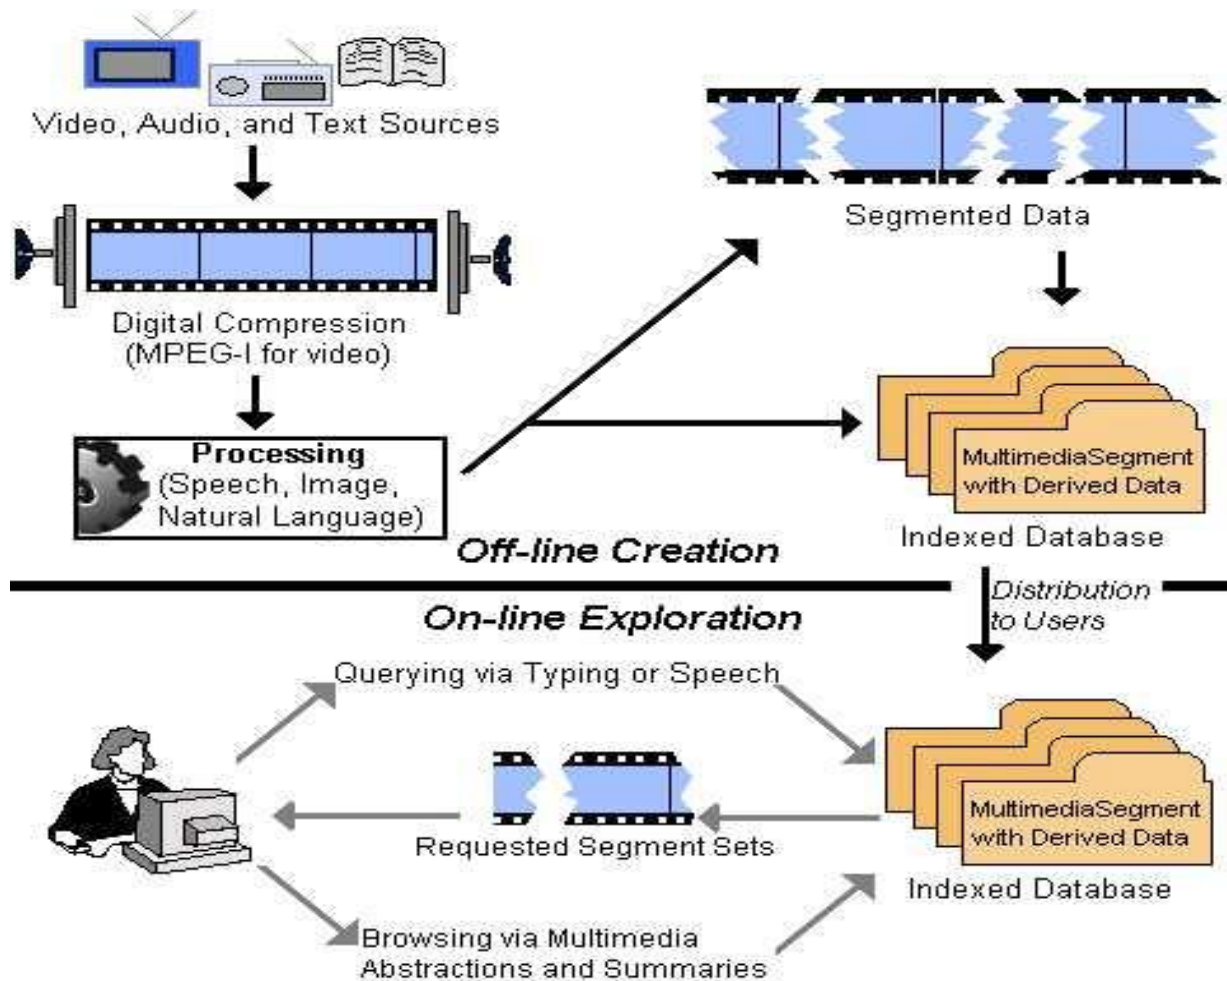 Video, Audio, and Text Sources
Segmented Data
Digital Compression
(MPEG-I for video)
Processing
(Speech, Image,
Natural Language)
MultimediaSegment
with Derived Data
Indexed Database
Off-line Creation
Distribution
to Users
On-line Exploration
Querying via Typing or Speech
Requested Segment Sets
MultimediaSegment
with Derived Data
Indexed Database
Browsing via Multimedia
Abstractions and Summaries